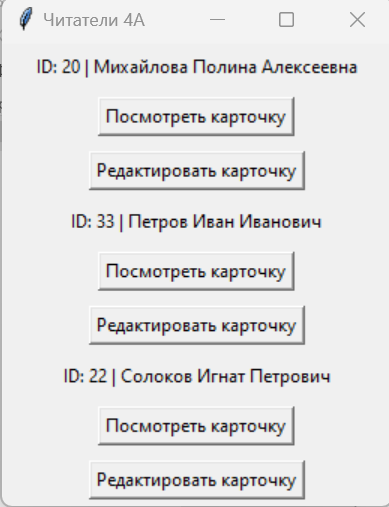 Читатели 4А
ID: 20 | Михайлова Полина Алексеевна
Посмотреть карточку
Редактировать карточку
ID: 33 | Петров Иван Иванович
Посмотреть карточку
Редактировать карточку
ID: 22 | Солоков Игнат Петрович
Посмотреть карточку
Редактировать карточку